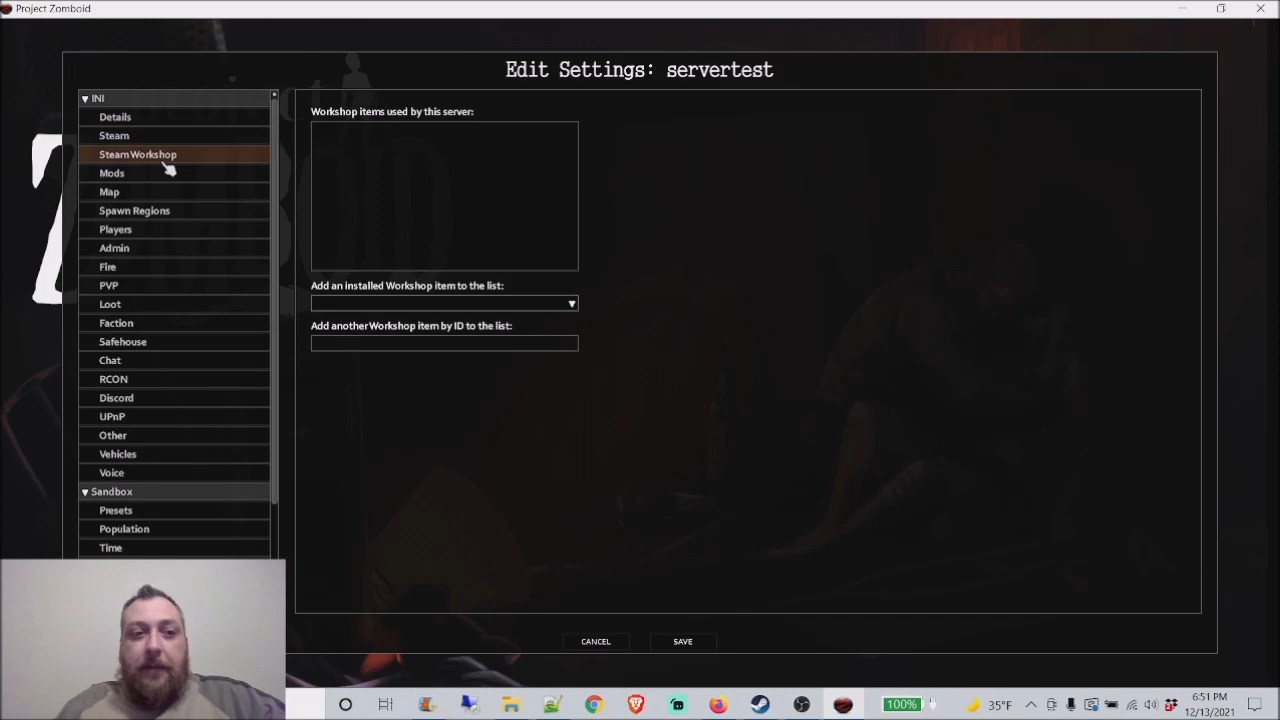 Project Zomboid
Edit Settings: servertest
INI
Details
Steam
Steam Workshop
Mods
Map
Spawn Regions
Players
Admin
Fire
PVP
Loot
Faction
Safehouse
Chat
RCON
Discord
UPnP
Other
Vehicles
Voice
Sandbox
Presets
Population
Time
Workshop items used by this server:
Add an installed Workshop item to the list:
Add another Workshop item by ID to the list:
CANCEL
SAVE
100%
35°F
6:51 PM
12/13/2021